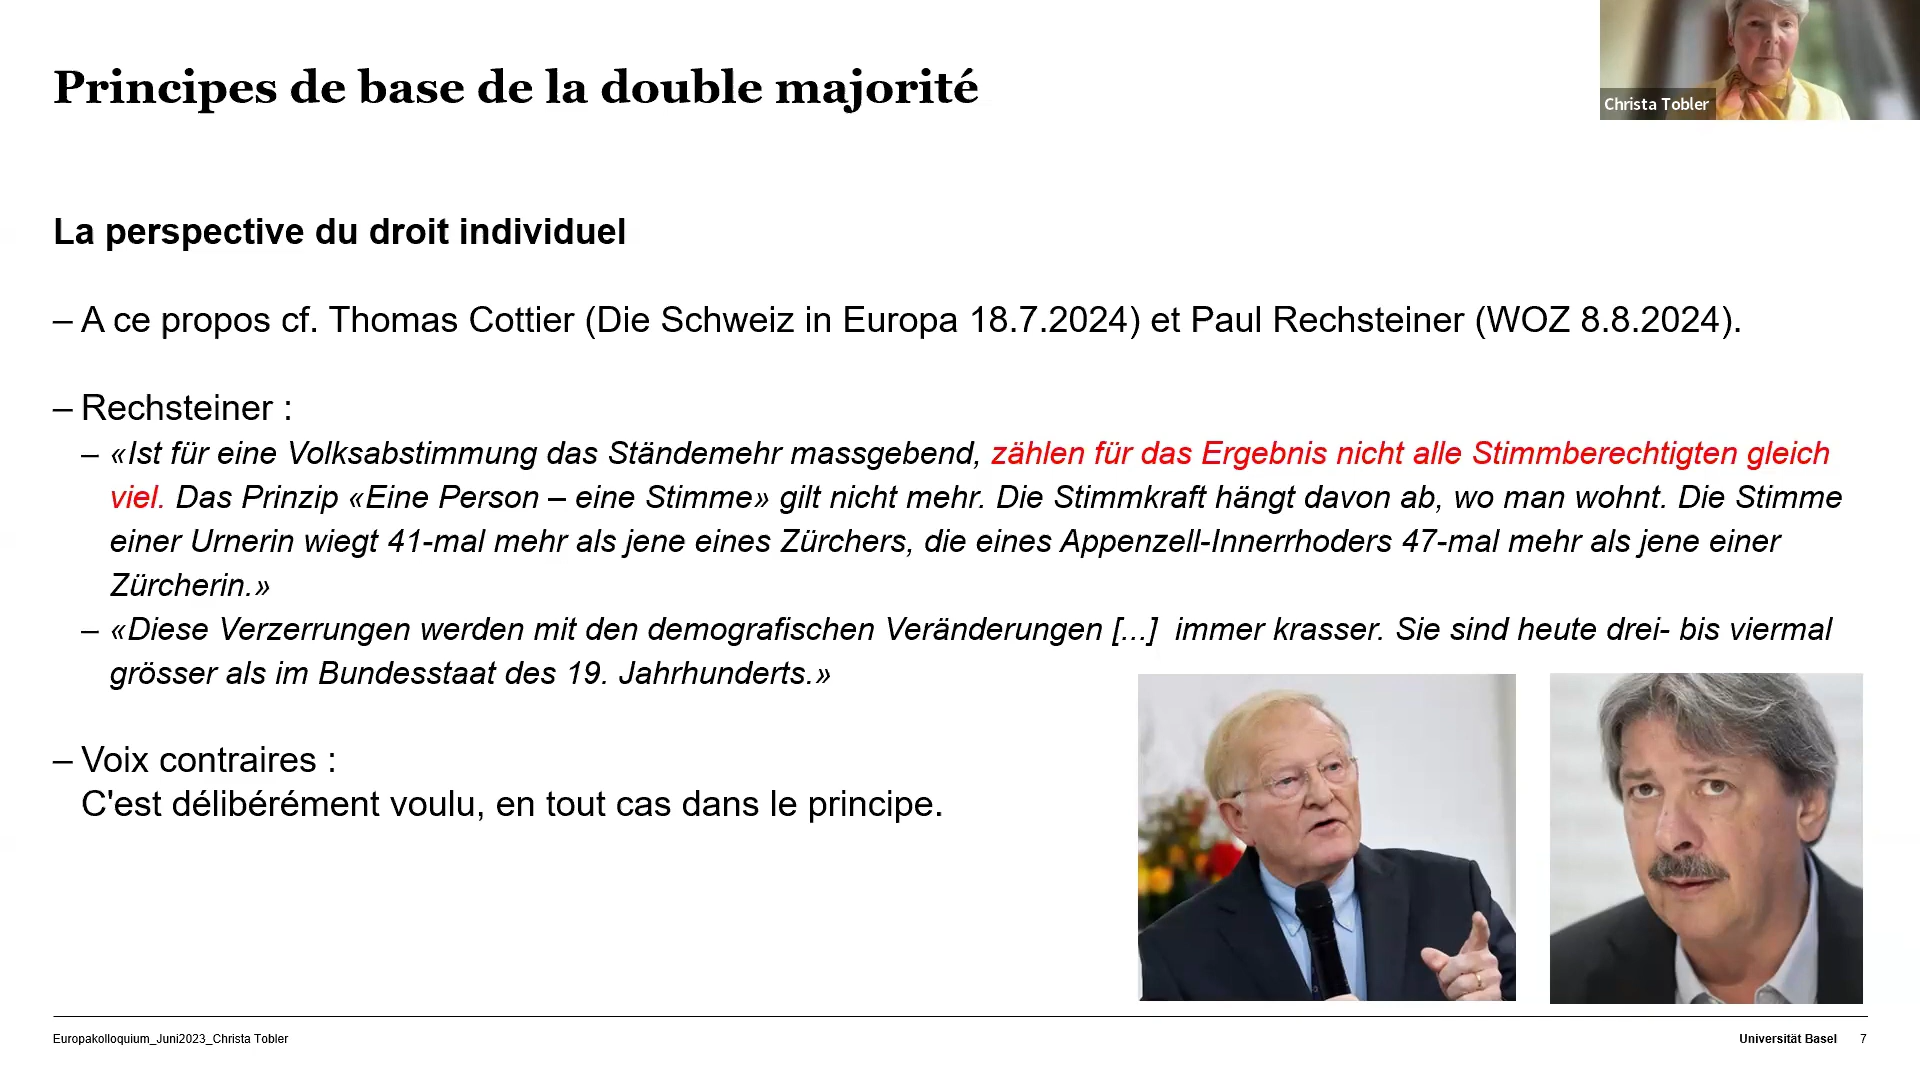 Principes de base de la double majorité
Christa Tobler
La perspective du droit individuel
– A ce propos cf. Thomas Cottier (Die Schweiz in Europa 18.7.2024) et Paul Rechsteiner (WOZ 8.8.2024).
– Rechsteiner :
– «Ist für eine Volksabstimmung das Ständemehr massgebend, zählen für das Ergebnis nicht alle Stimmberechtigten gleich
viel. Das Prinzip «Eine Person – eine Stimme» gilt nicht mehr. Die Stimmkraft hängt davon ab, wo man wohnt. Die Stimme
einer Urnerin wiegt 41-mal mehr als jene eines Zürchers, die eines Appenzell-Innerrhoders 47-mal mehr als jene einer
Zürcherin.»
– «Diese Verzerrungen werden mit den demografischen Veränderungen [...] immer krasser. Sie sind heute drei- bis viermal
grösser als im Bundesstaat des 19. Jahrhunderts.»
– Voix contraires :
C'est délibérément voulu, en tout cas dans le principe.
Europakolloquium_Juni2023_Christa Tobler
Universität Basel 7